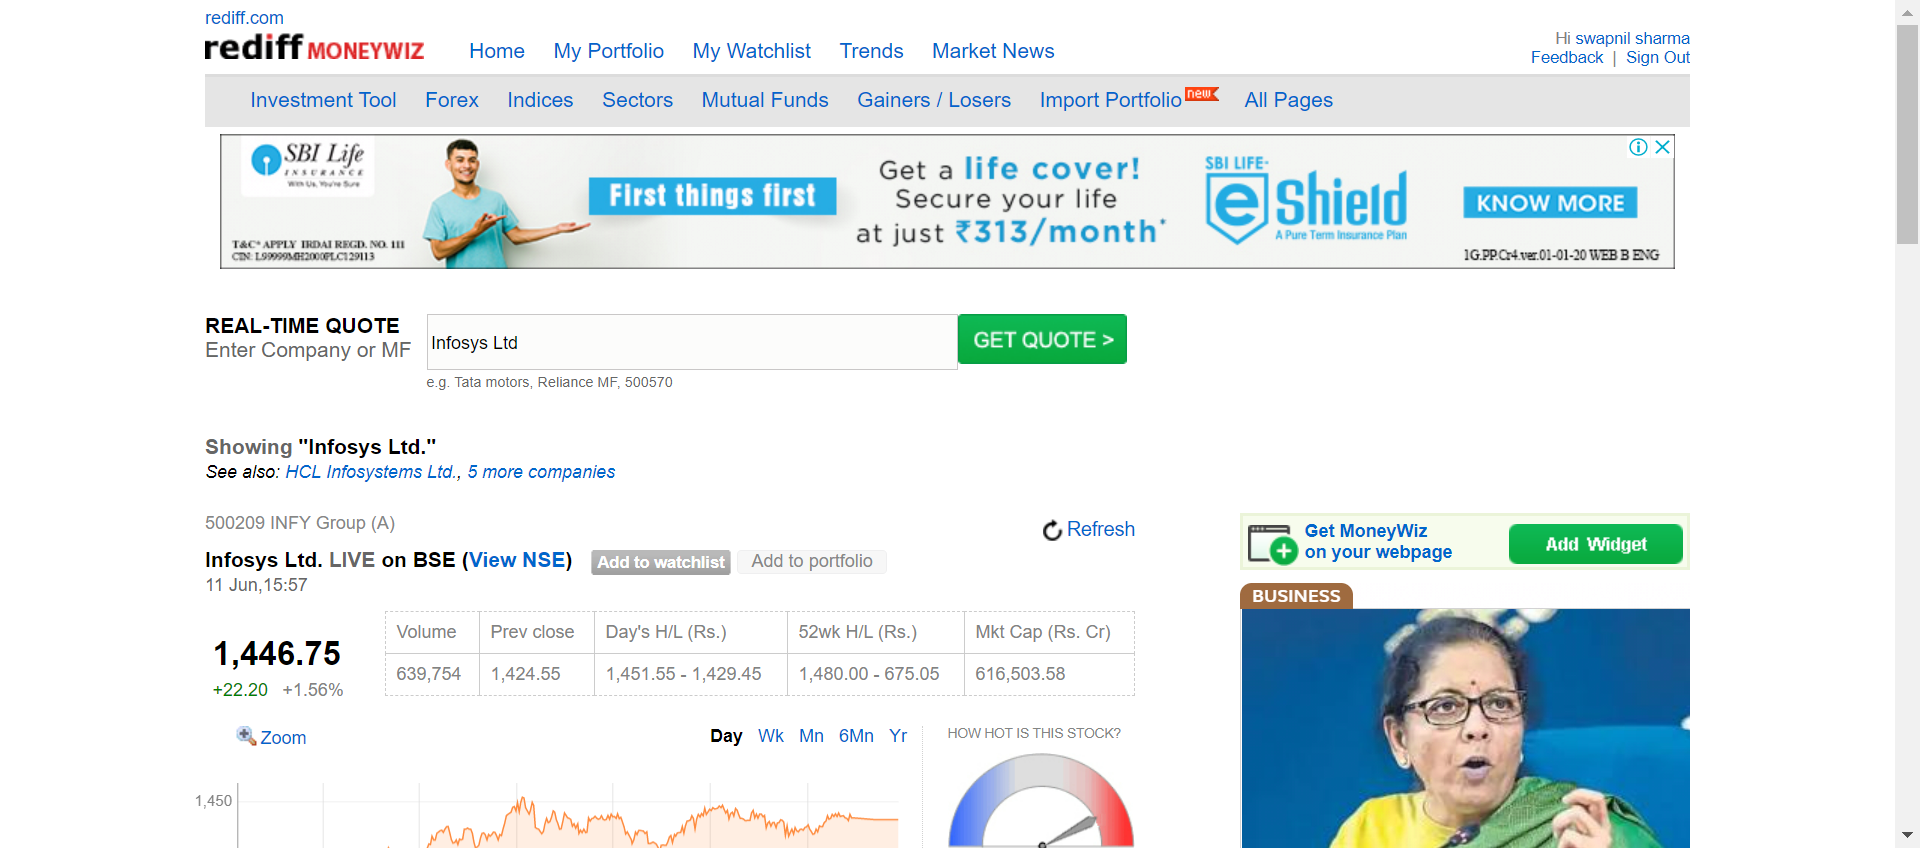 rediff.com
rediff MONEYWIZ
Home My Portfolio My Watchlist Trends Market News
Hi swapnil sharma
Feedback | Sign Out
Investment Tool Forex Indices Sectors Mutual Funds Gainers / Losers Import Portfolio new All Pages
SBI Life
INSURANCE
With Us, You're Sure
T&C* APPLY IRDAI REGD. NO. 111
CIN: L99999MH2000PLC129113
First things first
Get a life cover!
Secure your life
at just ₹313/month*
SBI LIFE-
eShield
A Pure Term Insurance Plan
KNOW MORE
1G.PP.Cr4.ver.01-01-20 WEB B ENG
REAL-TIME QUOTE
Enter Company or MF
Infosys Ltd
GET QUOTE >
e.g. Tata motors, Reliance MF, 500570
Showing "Infosys Ltd."
See also: HCL Infosystems Ltd., 5 more companies
500209 INFY Group (A)
Refresh
Infosys Ltd. LIVE on BSE (View NSE) Add to watchlist Add to portfolio
11 Jun,15:57
1,446.75
+22.20 +1.56%
Volume Prev close Day's H/L (Rs.) 52wk H/L (Rs.) Mkt Cap (Rs. Cr)
639,754 1,424.55 1,451.55 - 1,429.45 1,480.00 - 675.05 616,503.58
Zoom
Day Wk Mn 6Mn Yr
HOW HOT IS THIS STOCK?
1,450
Get MoneyWiz
on your webpage
Add Widget
BUSINESS